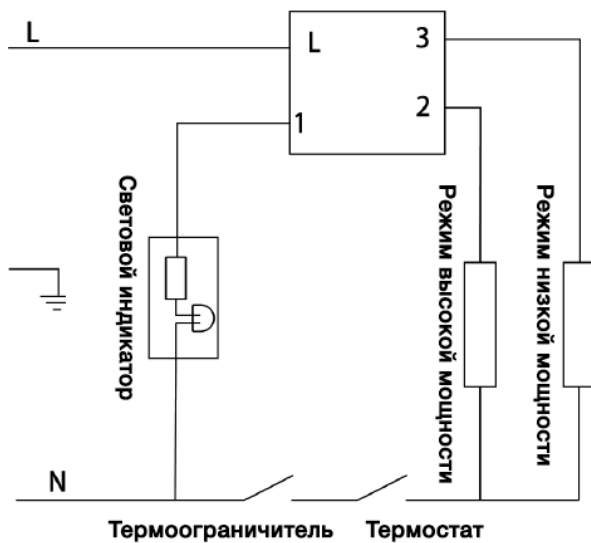 L
L
3
1
2
Световой индикатор
Режим высокой мощности
Режим низкой мощности
N
Термоограничитель
Термостат